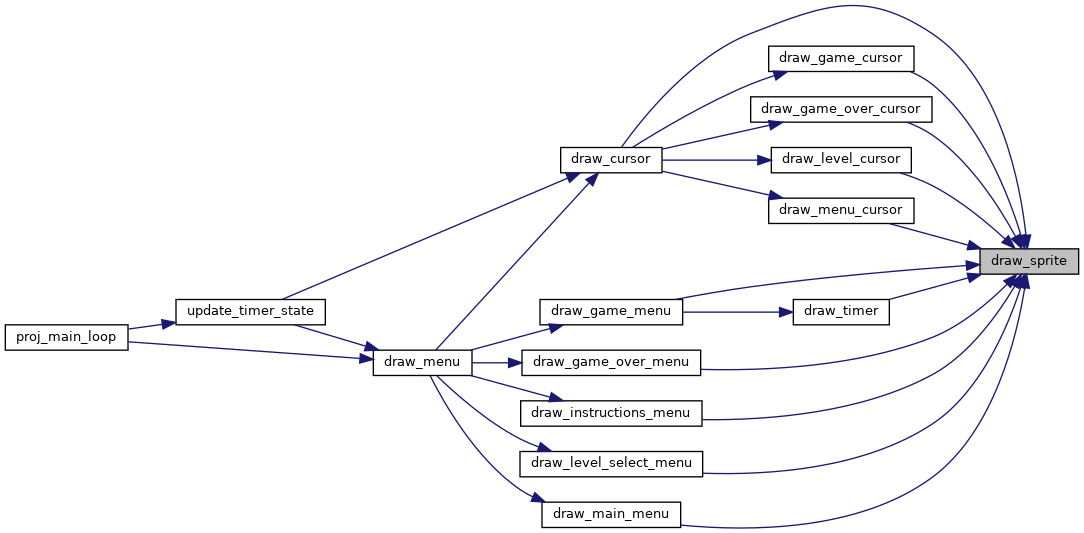 draw_game_cursor
draw_game_over_cursor
draw_cursor
draw_level_cursor
draw_menu_cursor
draw_sprite
update_timer_state
draw_game_menu
draw_timer
proj_main_loop
draw_menu
draw_game_over_menu
draw_instructions_menu
draw_level_select_menu
draw_main_menu